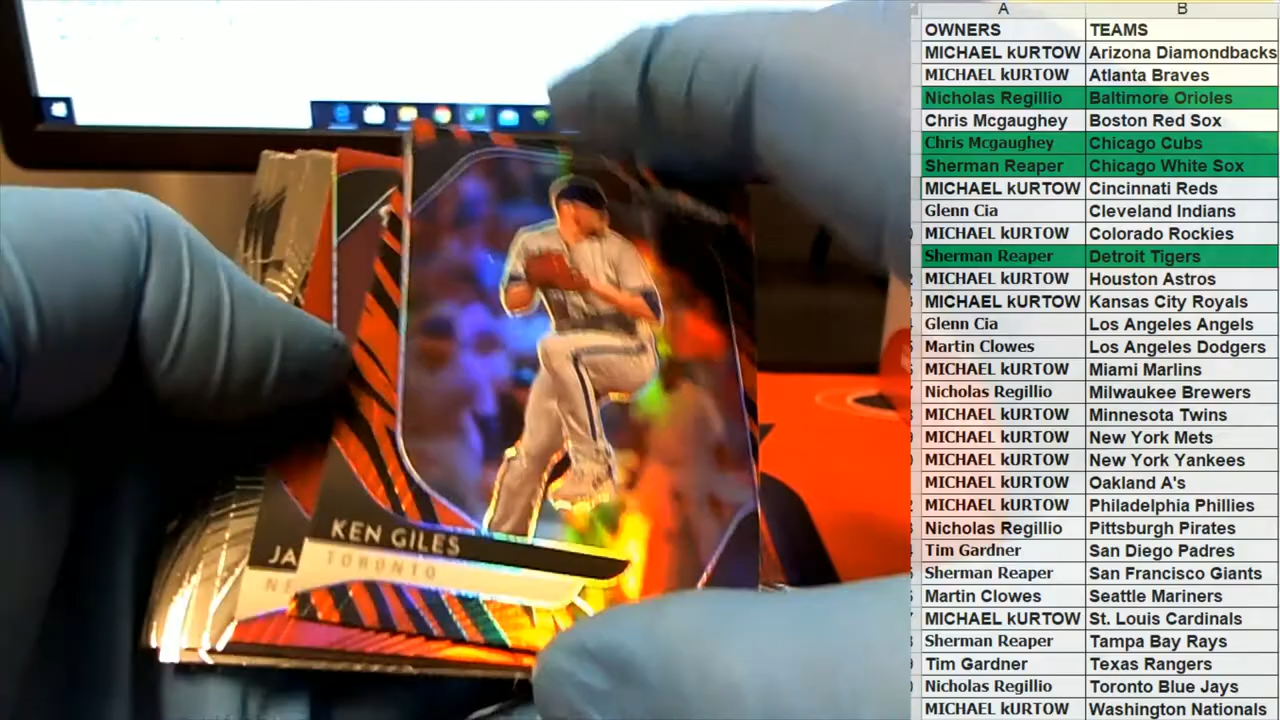 KEN GILES
TORONTO
JA
NE
A B
OWNERS TEAMS
MICHAEL kURTOW Arizona Diamondbacks
MICHAEL kURTOW Atlanta Braves
Nicholas Regillio Baltimore Orioles
Chris Mcgaughey Boston Red Sox
Chris Mcgaughey Chicago Cubs
Sherman Reaper Chicago White Sox
MICHAEL kURTOW Cincinnati Reds
Glenn Cia Cleveland Indians
MICHAEL kURTOW Colorado Rockies
Sherman Reaper Detroit Tigers
MICHAEL kURTOW Houston Astros
MICHAEL kURTOW Kansas City Royals
Glenn Cia Los Angeles Angels
Martin Clowes Los Angeles Dodgers
MICHAEL kURTOW Miami Marlins
Nicholas Regillio Milwaukee Brewers
MICHAEL kURTOW Minnesota Twins
MICHAEL kURTOW New York Mets
MICHAEL kURTOW New York Yankees
MICHAEL kURTOW Oakland A's
MICHAEL kURTOW Philadelphia Phillies
Nicholas Regillio Pittsburgh Pirates
Tim Gardner San Diego Padres
Sherman Reaper San Francisco Giants
Martin Clowes Seattle Mariners
MICHAEL kURTOW St. Louis Cardinals
Sherman Reaper Tampa Bay Rays
Tim Gardner Texas Rangers
Nicholas Regillio Toronto Blue Jays
MICHAEL kURTOW Washington Nationals